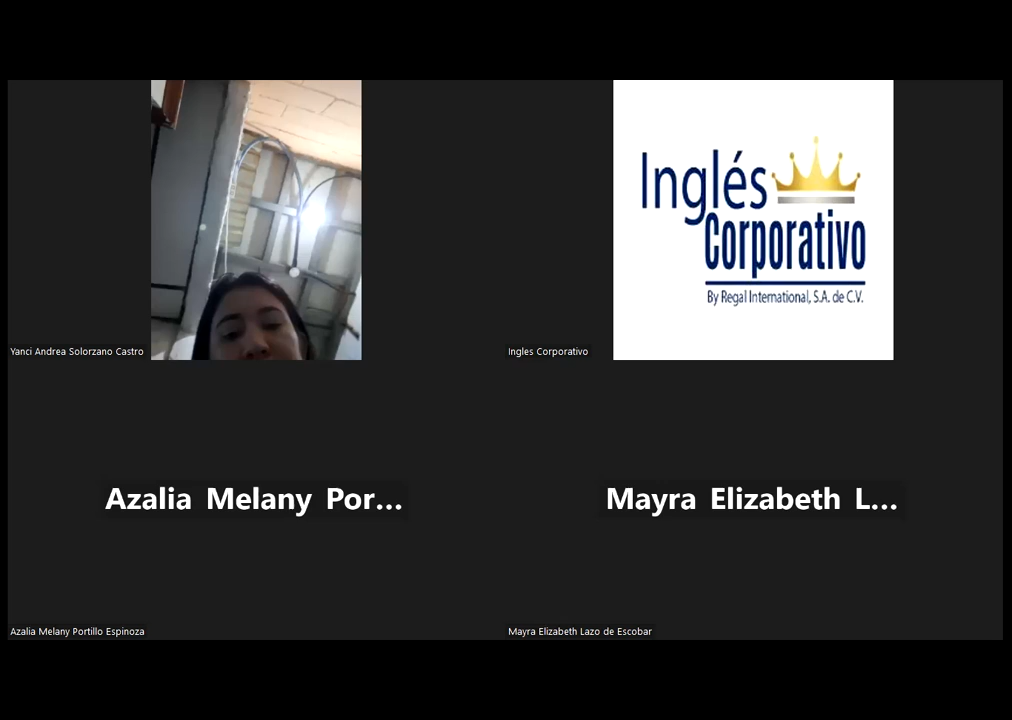 Inglés
Corporativo
By Regal International, S.A. de C.V.
Yanci Andrea Solorzano Castro
Ingles Corporativo
Azalia Melany Por...
Mayra Elizabeth L...
Azalia Melany Portillo Espinoza
Mayra Elizabeth Lazo de Escobar